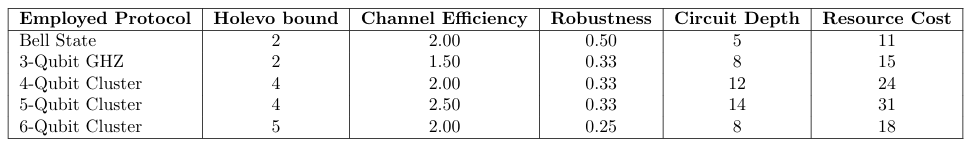 Employed Protocol Holevo bound Channel Efficiency Robustness Circuit Depth Resource Cost
Bell State 2 2.00 0.50 5 11
3-Qubit GHZ 2 1.50 0.33 8 15
4-Qubit Cluster 4 2.00 0.33 12 24
5-Qubit Cluster 4 2.50 0.33 14 31
6-Qubit Cluster 5 2.00 0.25 8 18